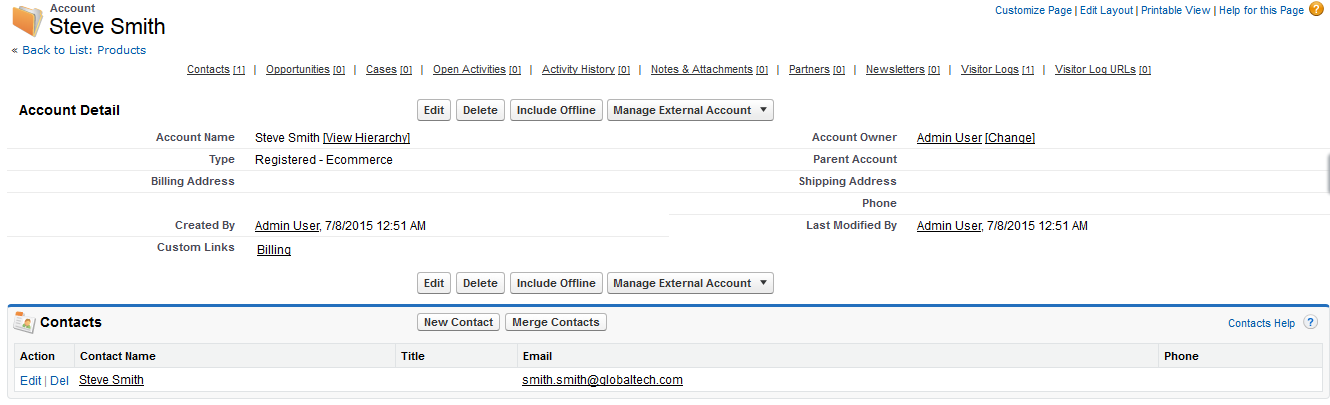 Account
Steve Smith
Customize Page | Edit Layout | Printable View | Help for this Page ?
« Back to List: Products
Contacts [1] | Opportunities [0] | Cases [0] | Open Activities [0] | Activity History [0] | Notes & Attachments [0] | Partners [0] | Newsletters [0] | Visitor Logs [1] | Visitor Log URLs [0]
Account Detail Edit Delete Include Offline Manage External Account
Account Name Steve Smith [View Hierarchy] Account Owner Admin User [Change]
Type Registered - Ecommerce Parent Account
Billing Address Shipping Address
Phone
Created By Admin User, 7/8/2015 12:51 AM Last Modified By Admin User, 7/8/2015 12:51 AM
Custom Links Billing
Edit Delete Include Offline Manage External Account
Contacts New Contact Merge Contacts Contacts Help ?
Action Contact Name Title Email Phone
Edit | Del Steve Smith smith.smith@globaltech.com